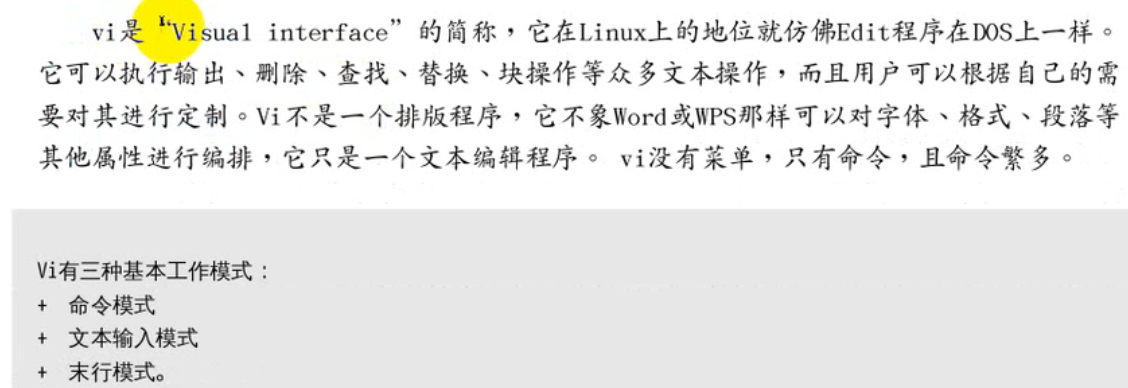 vi是“Visual interface”的简称，它在Linux上的地位就仿佛Edit程序在DOS上一样。
它可以执行输出、删除、查找、替换、块操作等众多文本操作，而且用户可以根据自己的需
要对其进行定制。Vi不是一个排版程序，它不象Word或WPS那样可以对字体、格式、段落等
其他属性进行编排，它只是一个文本编辑程序。 vi没有菜单，只有命令，且命令繁多。
Vi有三种基本工作模式：
+ 命令模式
+ 文本输入模式
+ 末行模式。